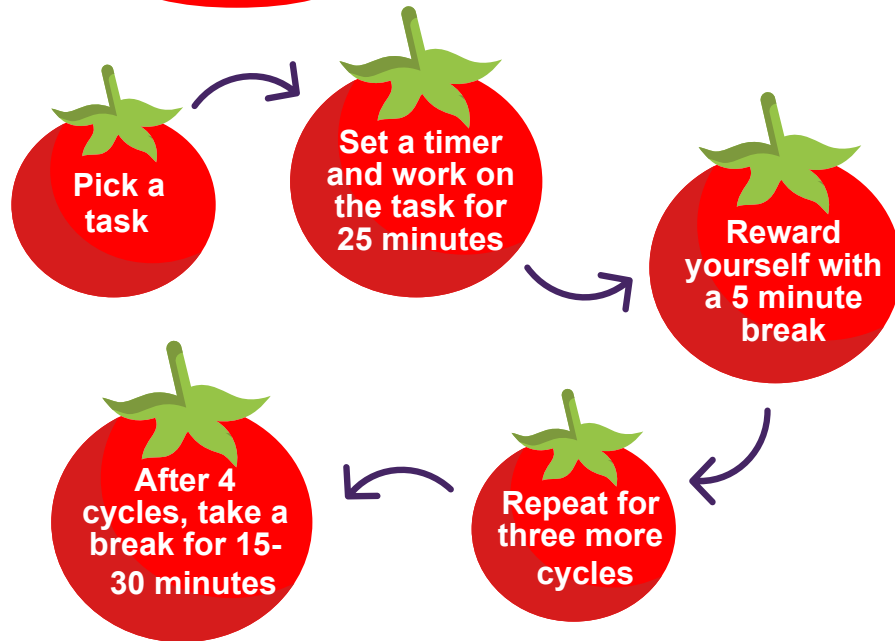 Pick a
task
Set a timer
and work on
the task for
25 minutes
Reward
yourself with
a 5 minute
break
Repeat for
three more
cycles
After 4
cycles, take a
break for 15-
30 minutes